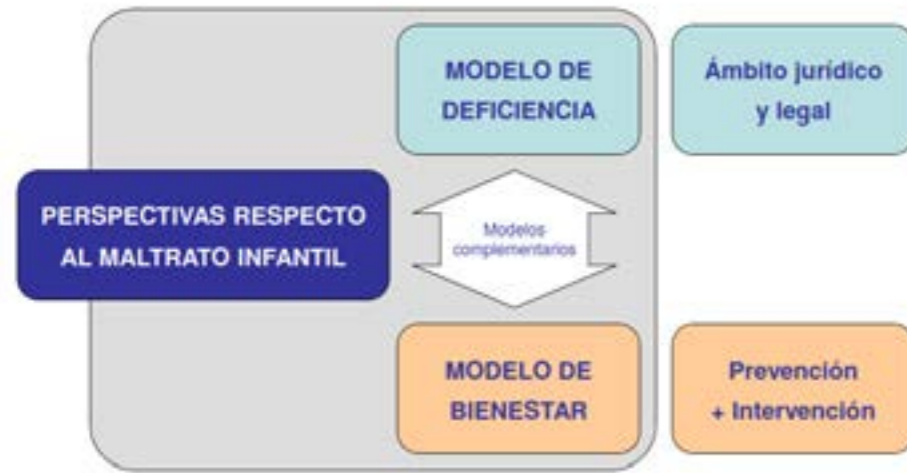 MODELO DE
DEFICIENCIA
Ámbito jurídico
y legal
PERSPECTIVAS RESPECTO
AL MALTRATO INFANTIL
Modelos
complementarios
MODELO DE
BIENESTAR
Prevención
+ Intervención